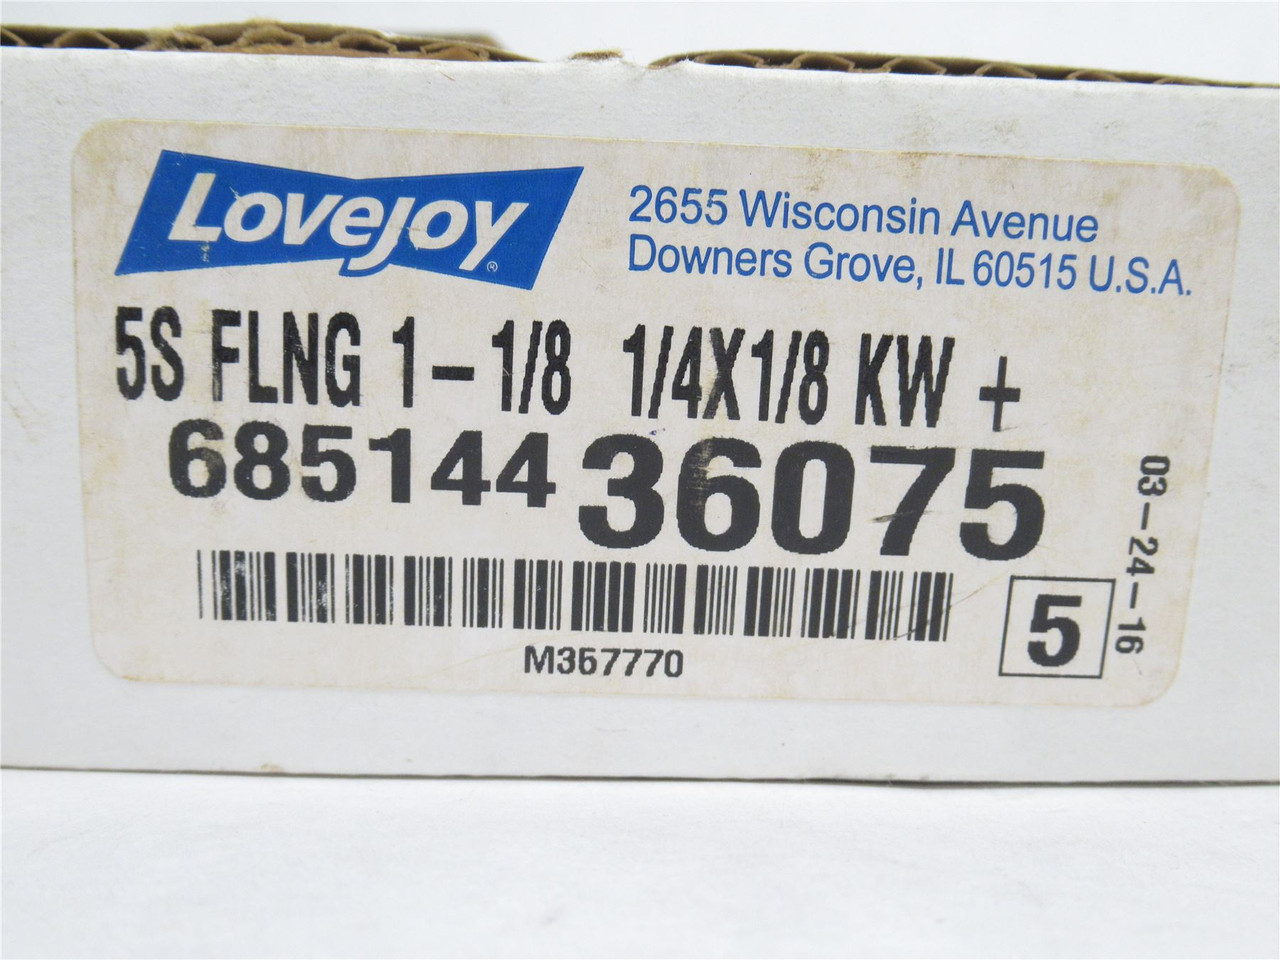 Lovejoy®
2655 Wisconsin Avenue
Downers Grove, IL 60515 U.S.A.
5S FLNG 1-1/8 1/4X1/8 KW +
685144 36075
03-24-16
5
M367770